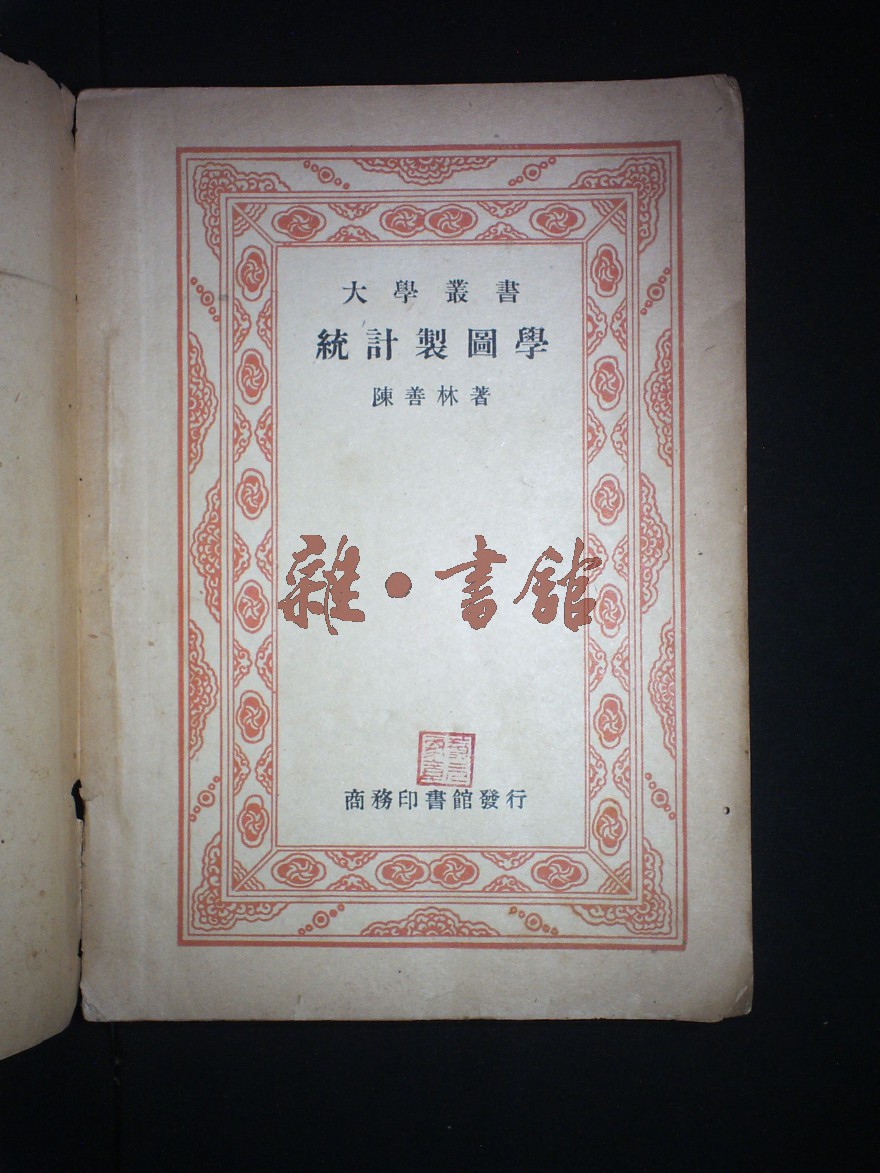 大學叢書
統計製圖學
陳善林著
雜·書館
商務印書館發行